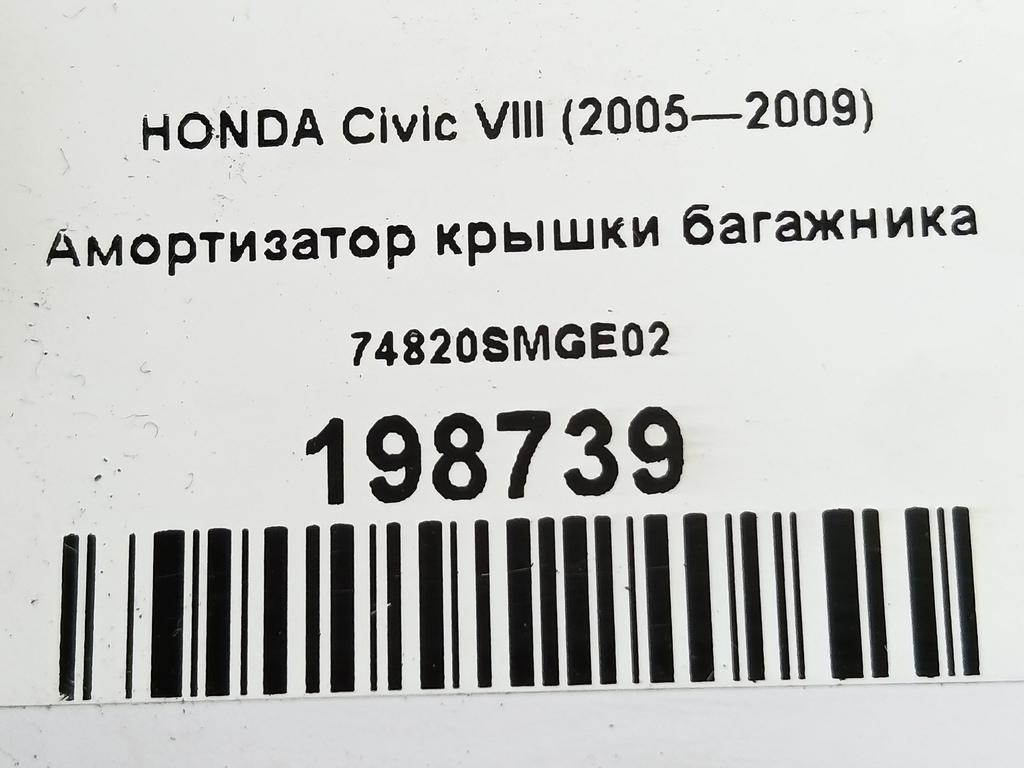 HONDA Civic VIII (2005—2009)
Амортизатор крышки багажника
74820SMGE02
198739